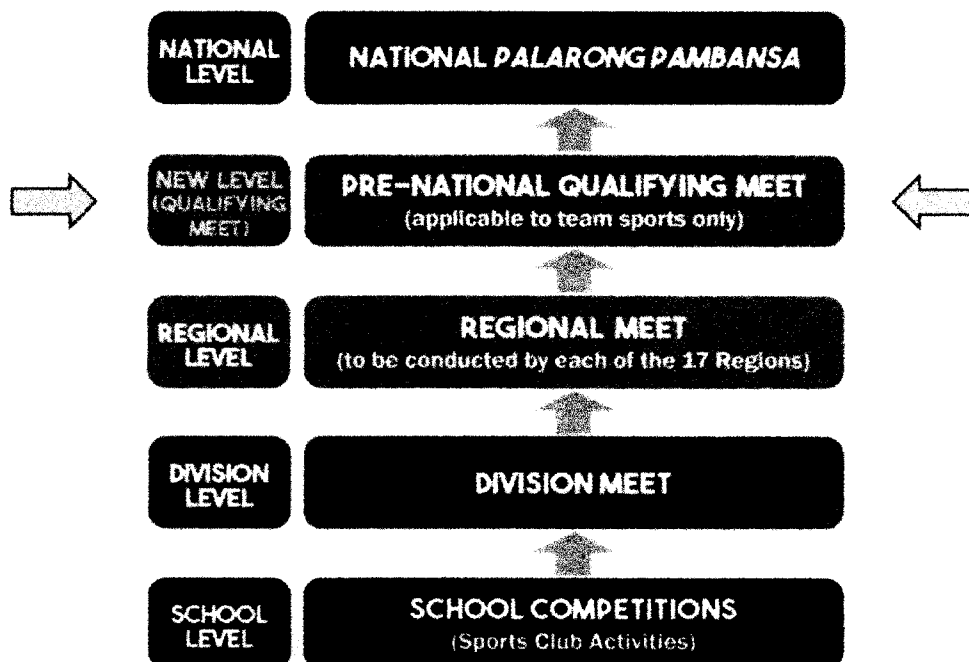 NATIONAL
LEVEL
NATIONAL PALARONG PAMBANSA
NEW LEVEL
(QUALIFYING
MEET)
PRE-NATIONAL QUALIFYING MEET
(applicable to team sports only)
REGIONAL
LEVEL
REGIONAL MEET
(to be conducted by each of the 17 Regions)
DIVISION
LEVEL
DIVISION MEET
SCHOOL
LEVEL
SCHOOL COMPETITIONS
(Sports Club Activities)